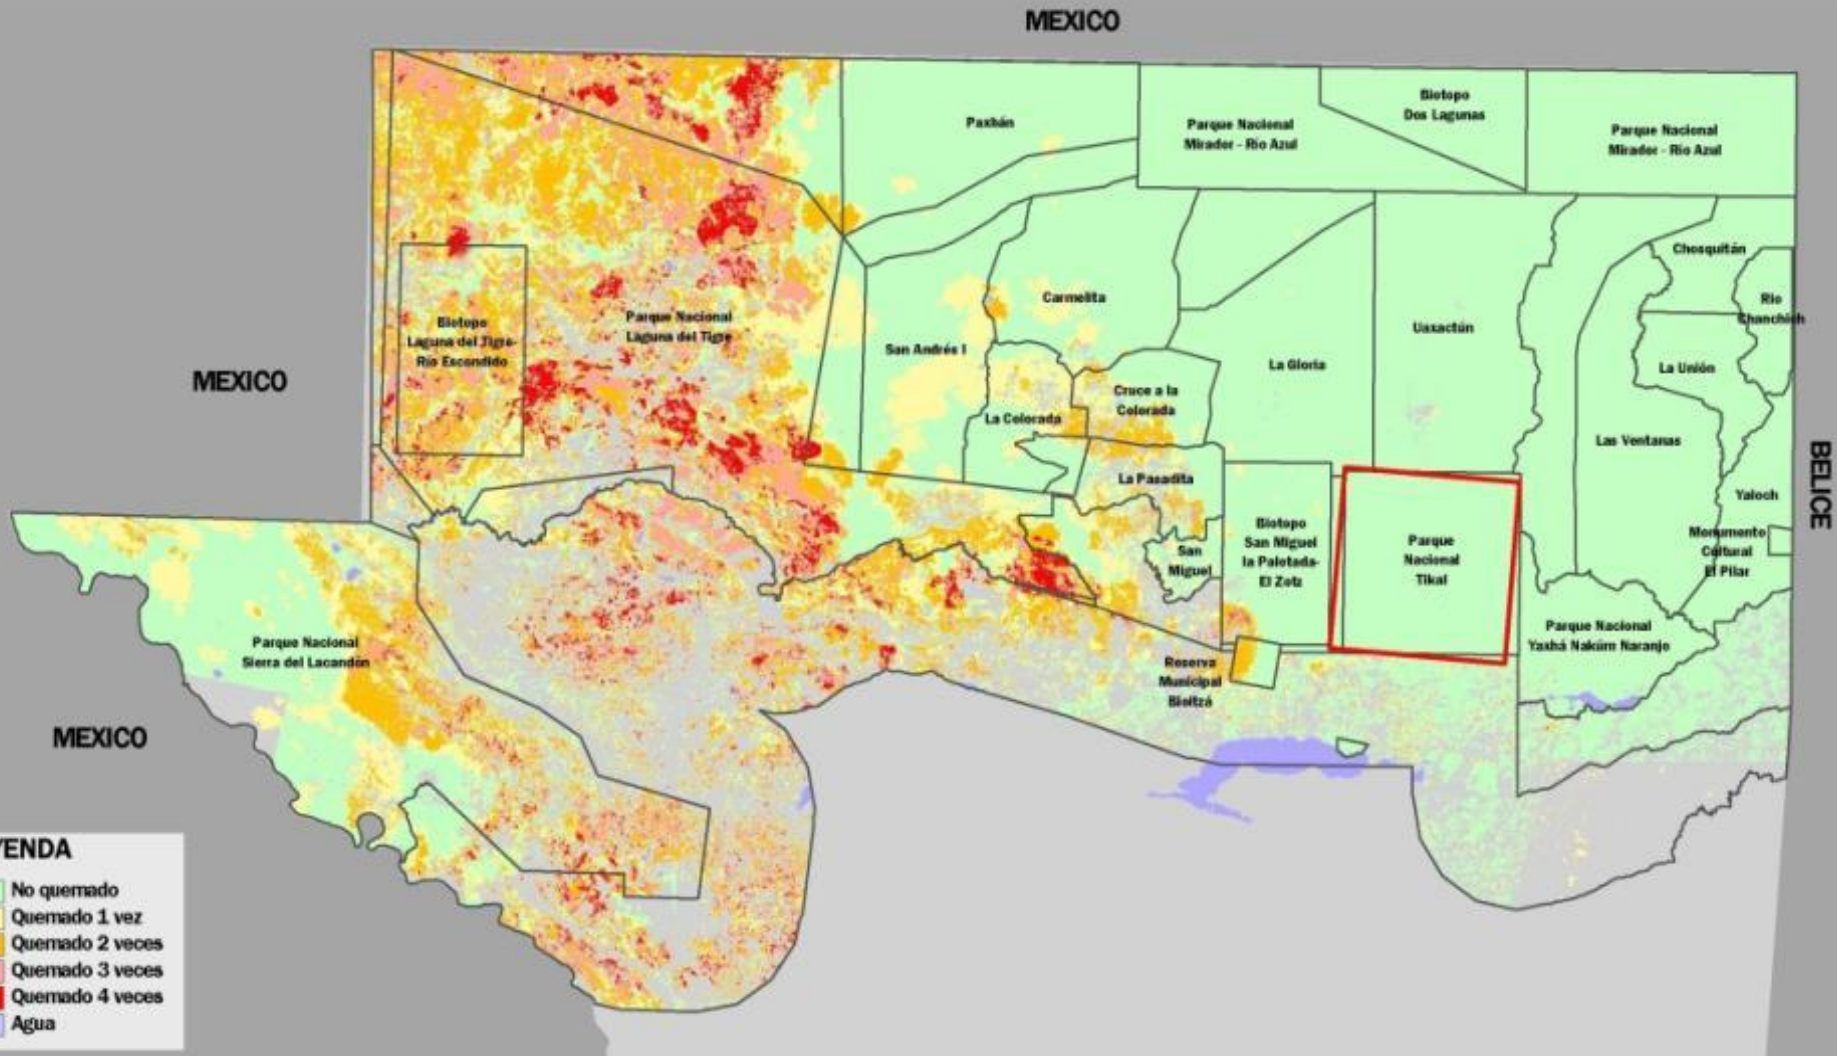 MEXICO
Paxbán
Parque Nacional
Mirador - Río Azul
Biotopo
Dos Lagunas
Parque Nacional
Mirador - Río Azul
Chosquitán
Río
Chanchich
Biotopo
Laguna del Tigre-
Río Escondido
Parque Nacional
Laguna del Tigre
MEXICO
San Andrés I
Carmelita
La Colorada
Cruce a la
Colorada
La Gloria
Uaxactún
La Unión
Las Ventanas
BELICE
La Pasadita
Yaloch
San
Miguel
Biotopo
San Miguel
la Palotada-
El Zotz
Parque
Nacional
Tikal
Monumento
Cultural
El Pilar
Parque Nacional
Yaxhá Nakúm Naranjo
Parque Nacional
Sierra del Lacandón
Reserva
Municipal
Bioitzá
MEXICO
YENDA
No quemado
Quemado 1 vez
Quemado 2 veces
Quemado 3 veces
Quemado 4 veces
Agua